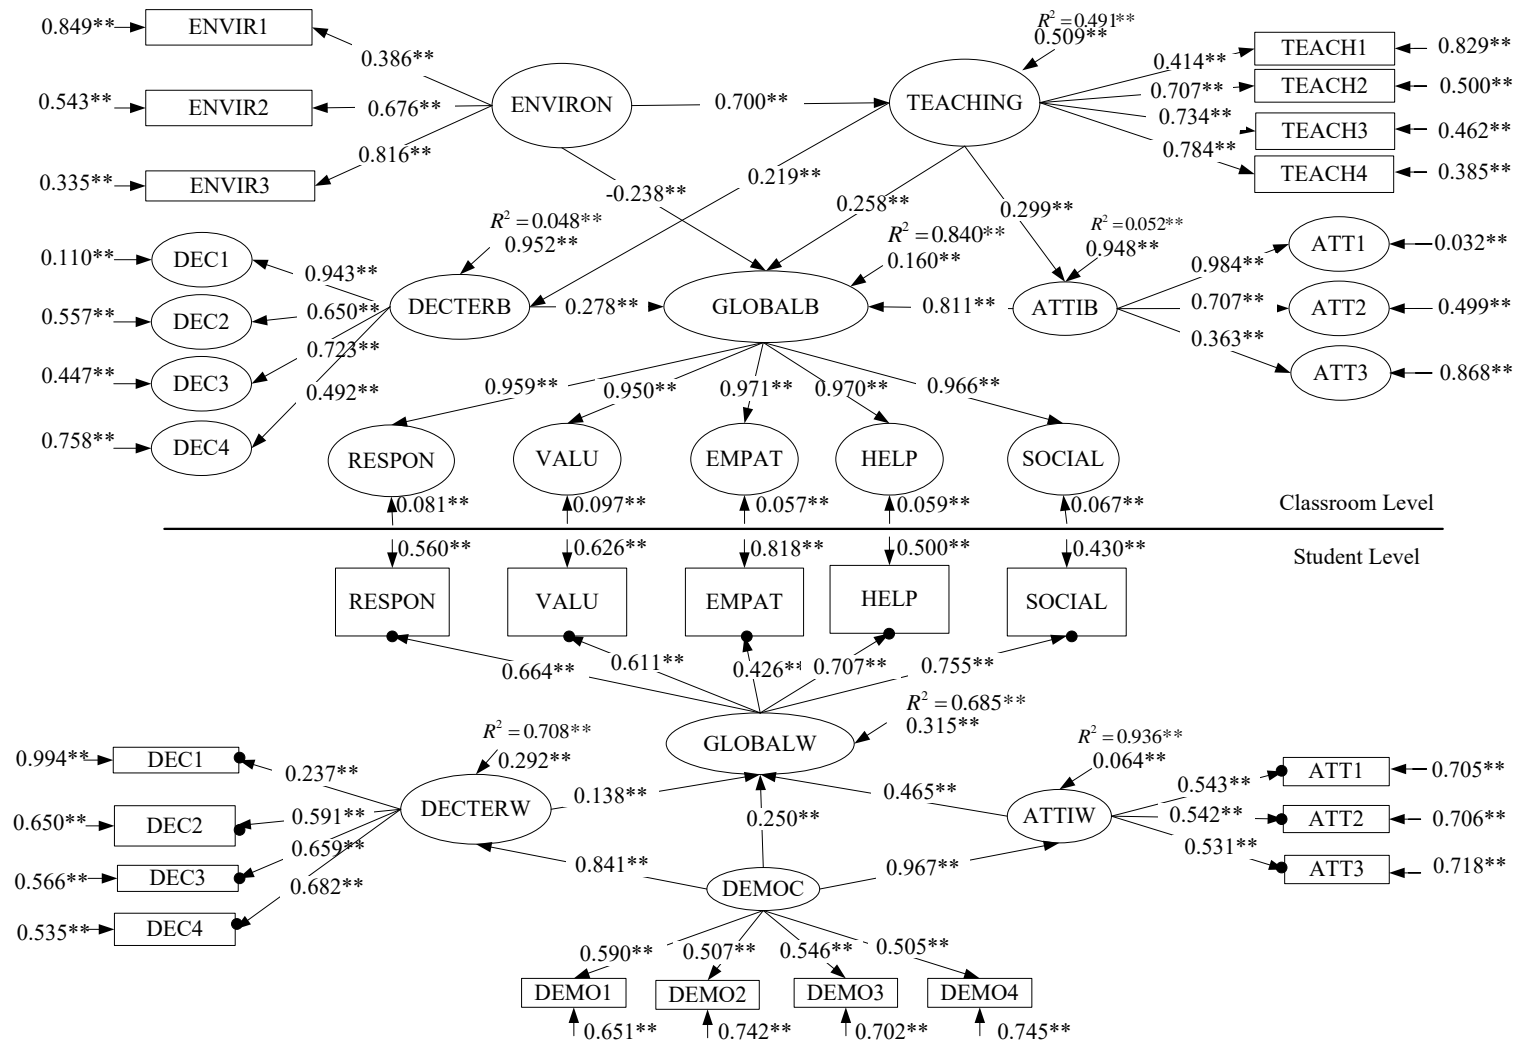 0.849**
ENVIR1
0.386**
0.543**
ENVIR2
0.676**
0.335**
ENVIR3
0.816**
ENVIRON
0.700**
TEACHING
R² = 0.491**
0.509**
0.414**
TEACH1
0.829**
0.707**
TEACH2
0.500**
0.734**
TEACH3
0.462**
0.784**
TEACH4
0.385**
-0.238**
0.219**
0.258**
0.299**
R² = 0.048**
0.952**
R² = 0.840**
0.160**
R² = 0.052**
0.948**
0.110**
DEC1
0.943**
0.557**
DEC2
0.650**
0.447**
DEC3
0.723**
0.758**
DEC4
0.492**
DECTERB
0.278**
GLOBALB
0.811**
ATTIB
0.984**
ATT1
0.032**
0.707**
ATT2
0.499**
0.363**
ATT3
0.868**
0.959**
0.950**
0.971**
0.970**
0.966**
RESPON
VALU
EMPAT
HELP
SOCIAL
0.081**
0.097**
0.057**
0.059**
0.067**
Classroom Level
Student Level
0.560**
0.626**
0.818**
0.500**
0.430**
RESPON
VALU
EMPAT
HELP
SOCIAL
0.664**
0.611**
0.426**
0.707**
0.755**
GLOBALW
R² = 0.685**
0.315**
R² = 0.708**
0.292**
R² = 0.936**
0.064**
0.994**
DEC1
0.237**
0.650**
DEC2
0.591**
0.566**
DEC3
0.659**
0.535**
DEC4
0.682**
DECTERW
0.138**
0.250**
0.465**
ATTIW
0.543**
ATT1
0.705**
0.542**
ATT2
0.706**
0.531**
ATT3
0.718**
0.841**
DEMOC
0.967**
0.590**
0.507**
0.546**
0.505**
DEMO1
DEMO2
DEMO3
DEMO4
0.651**
0.742**
0.702**
0.745**